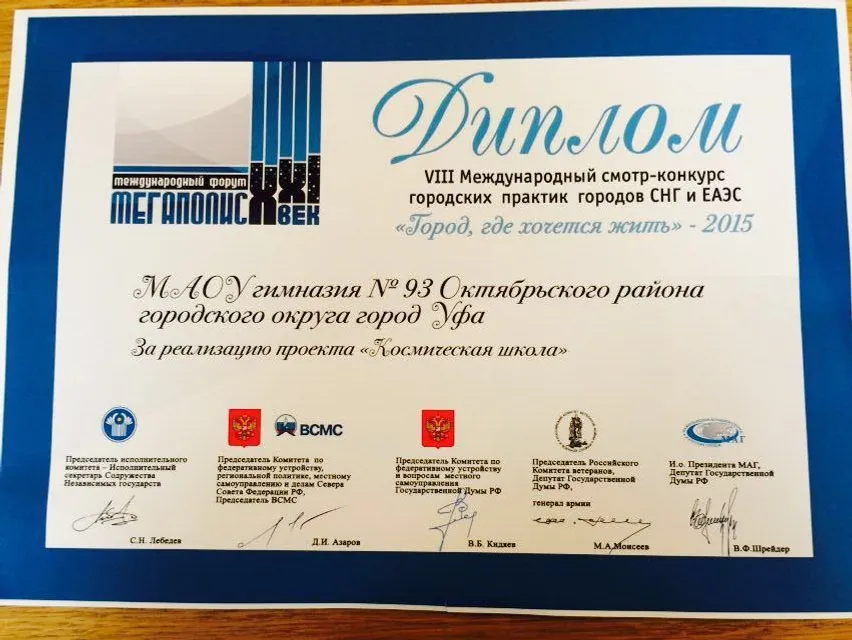 Диплом
VIII Международный смотр-конкурс
городских практик городов СНГ и ЕАЭС
«Город, где хочется жить» - 2015
международный форум
МЕГАПОЛИС XXI
ВЕК
МАОУ гимназия № 93 Октябрьского района
городского округа город Уфа
За реализацию проекта «Космическая школа»
Председатель исполнительного
комитета – Исполнительный
секретарь Содружества
Независимых государств
С.Н. Лебедев
ВСМС
Председатель Комитета по
федеративному устройству,
региональной политике, местному
самоуправлению и делам Севера
Совета Федерации РФ,
Председатель ВСМС
Д.И. Азаров
Председатель Комитета по
федеративному устройству
и вопросам местного
самоуправления
Государственной Думы РФ
В.Б. Кидяев
Председатель Российского
Комитета ветеранов,
Депутат Государственной
Думы РФ,
генерал армии
М.А.Моисеев
МАГ
И.о. Президента МАГ,
Депутат Государственной
Думы РФ
В.Ф.Шрейдер